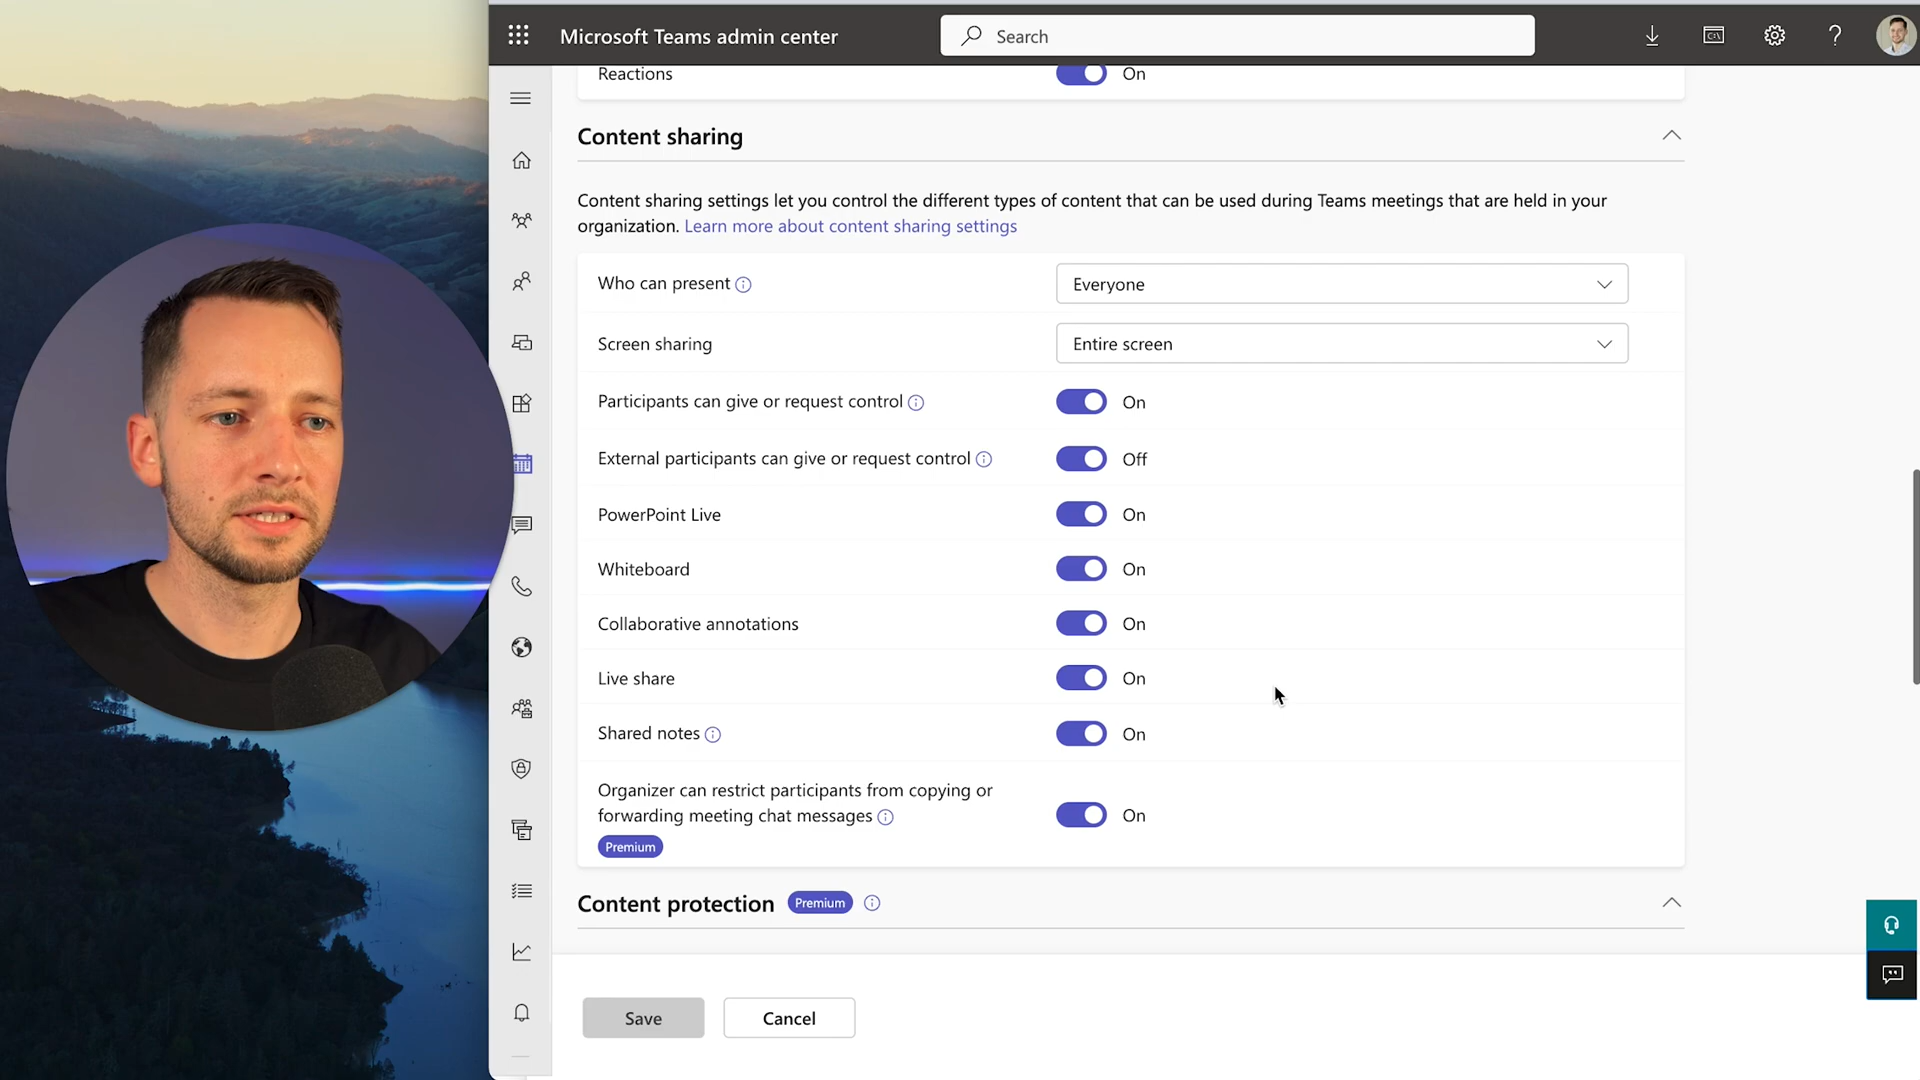 Microsoft Teams admin center
Search
Reactions
On
Content sharing
Content sharing settings let you control the different types of content that can be used during Teams meetings that are held in your
organization. Learn more about content sharing settings
Who can present
Everyone
Screen sharing
Entire screen
Participants can give or request control
On
External participants can give or request control
Off
PowerPoint Live
On
Whiteboard
On
Collaborative annotations
On
Live share
On
Shared notes
On
Organizer can restrict participants from copying or
forwarding meeting chat messages
On
Premium
Content protection
Premium
Save
Cancel